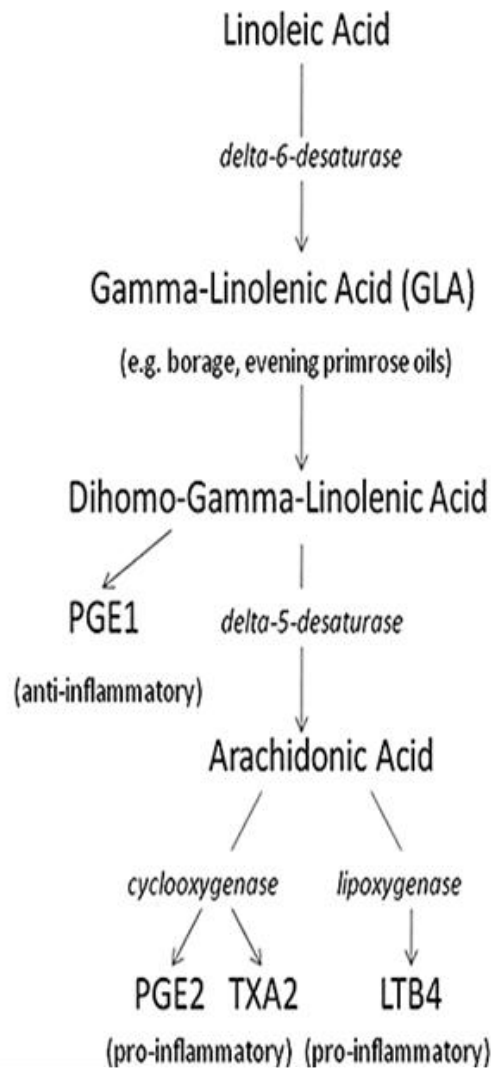 Linoleic Acid
delta-6-desaturase
Gamma-Linolenic Acid (GLA)
(e.g. borage, evening primrose oils)
Dihomo-Gamma-Linolenic Acid
PGE1
delta-5-desaturase
(anti-inflammatory)
Arachidonic Acid
cyclooxygenase
lipoxygenase
PGE2 TXA2
LTB4
(pro-inflammatory)
(pro-inflammatory)